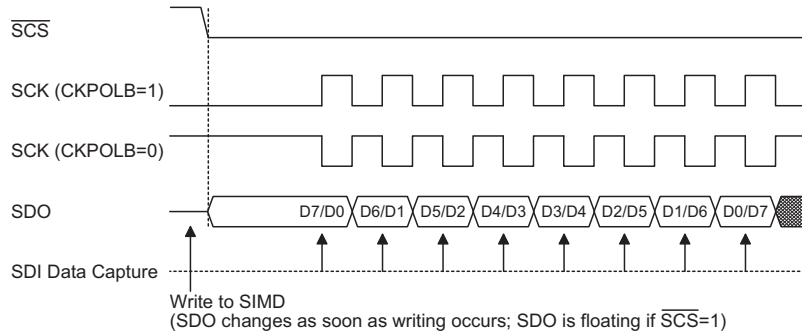 SCS
SCK (CKPOLB=1)
SCK (CKPOLB=0)
SDO
D7/D0 D6/D1 D5/D2 D4/D3 D3/D4 D2/D5 D1/D6 D0/D7
SDI Data Capture
Write to SIMD
(SDO changes as soon as writing occurs; SDO is floating if SCS=1)